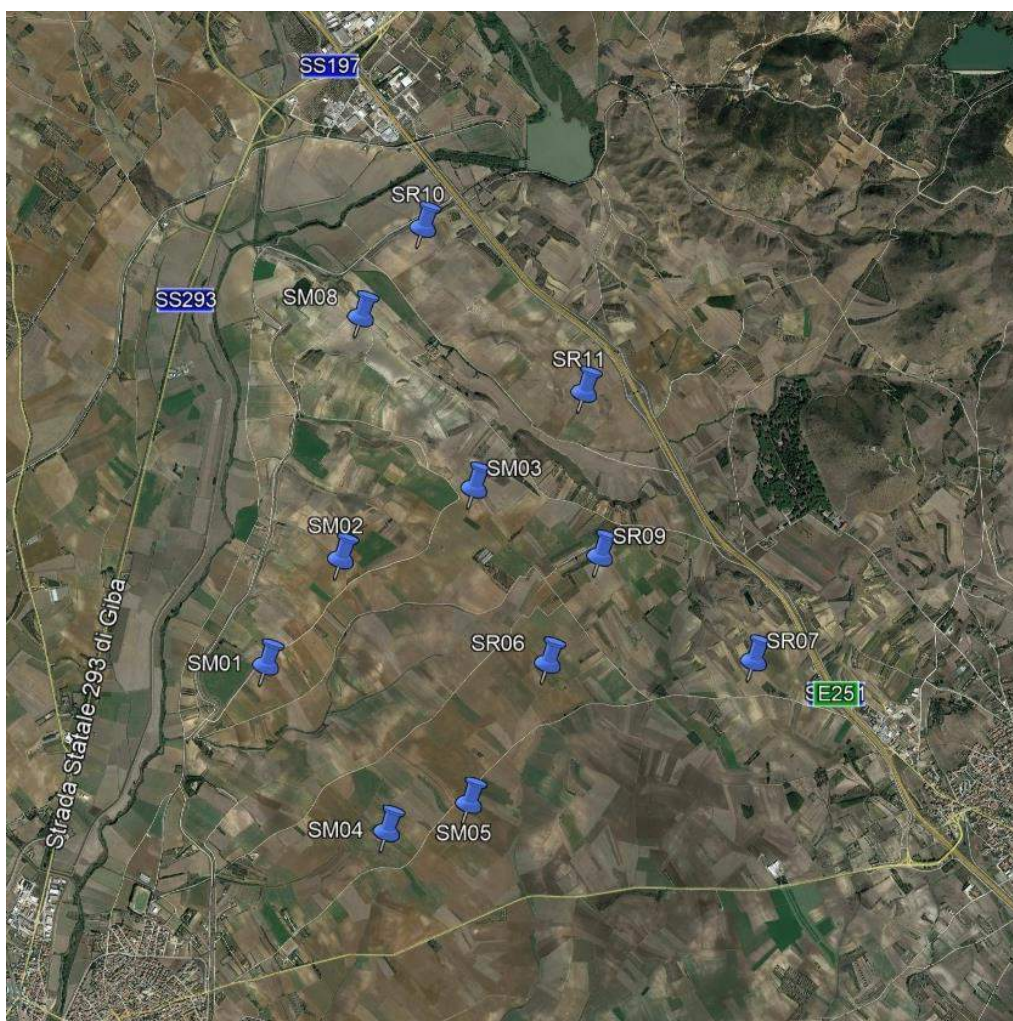 SS197
SR10
SS293
SM08
SR11
SM03
SM02
SR09
SM01
SR06
SR07
E25
Strada Statale 293 di Giba
SM04
SM05